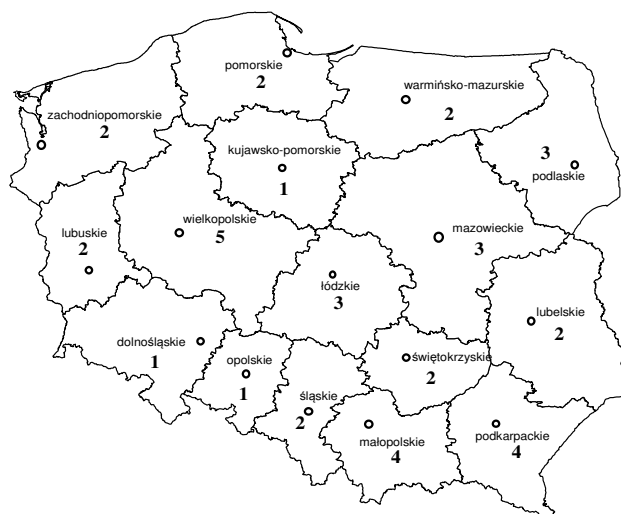 pomorskie
2
warmińsko-mazurskie
2
zachodniopomorskie
2
kujawsko-pomorskie
1
3
podlaskie
wielkopolskie
5
mazowieckie
3
lubuskie
2
łódzkie
3
lubelskie
2
dolnośląskie
1
opolskie
1
świętokrzyskie
2
śląskie
2
małopolskie
4
podkarpackie
4